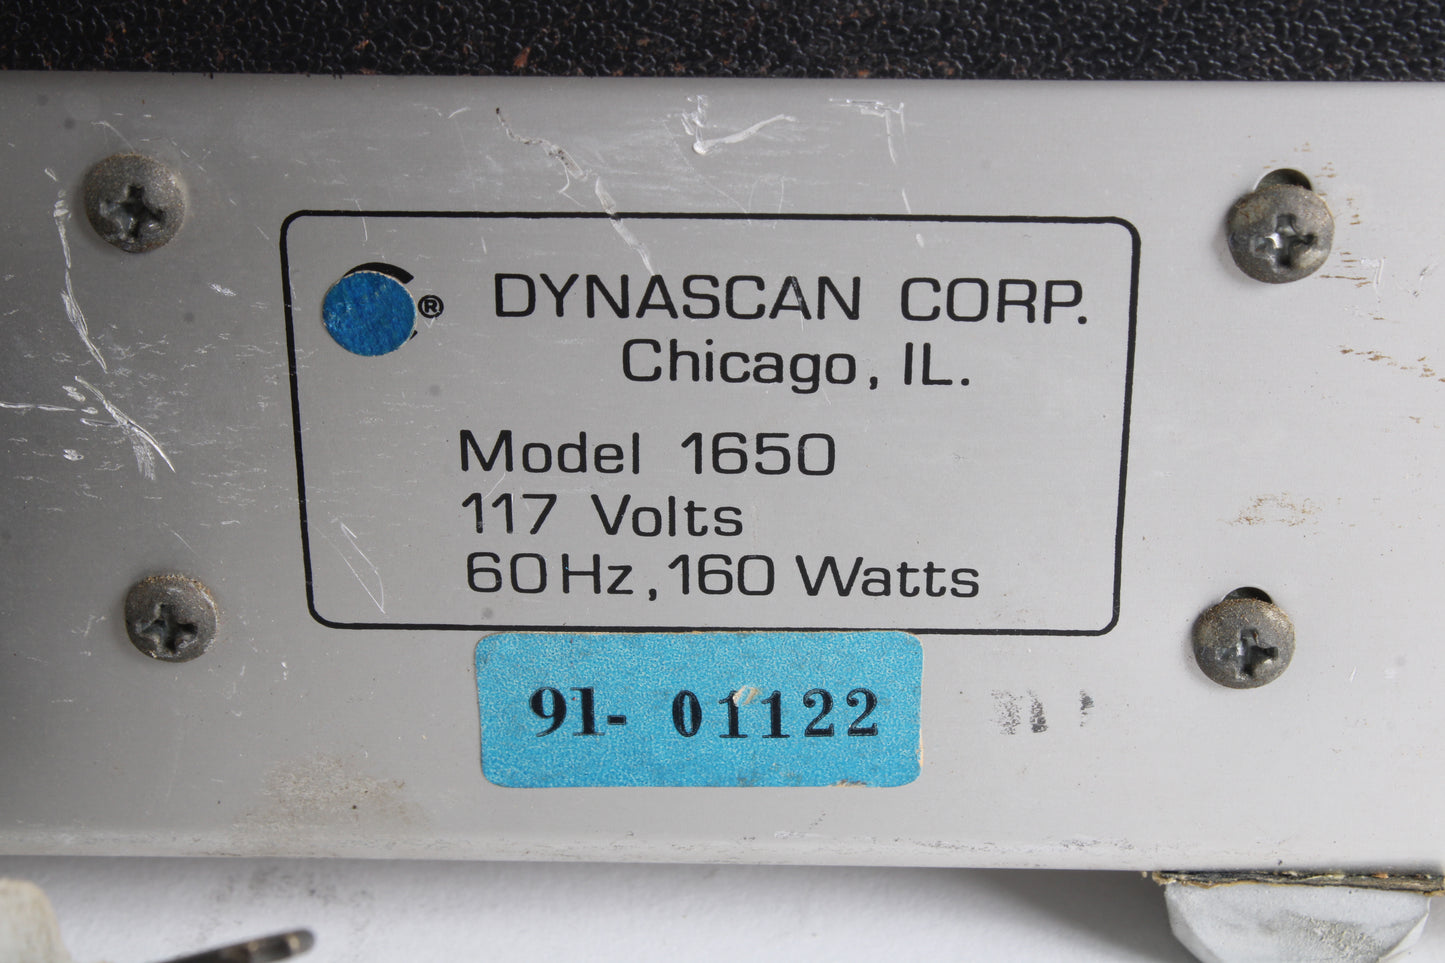 ® DYNASCAN CORP.
Chicago, IL.
Model 1650
117 Volts
60Hz, 160 Watts
91- 01122